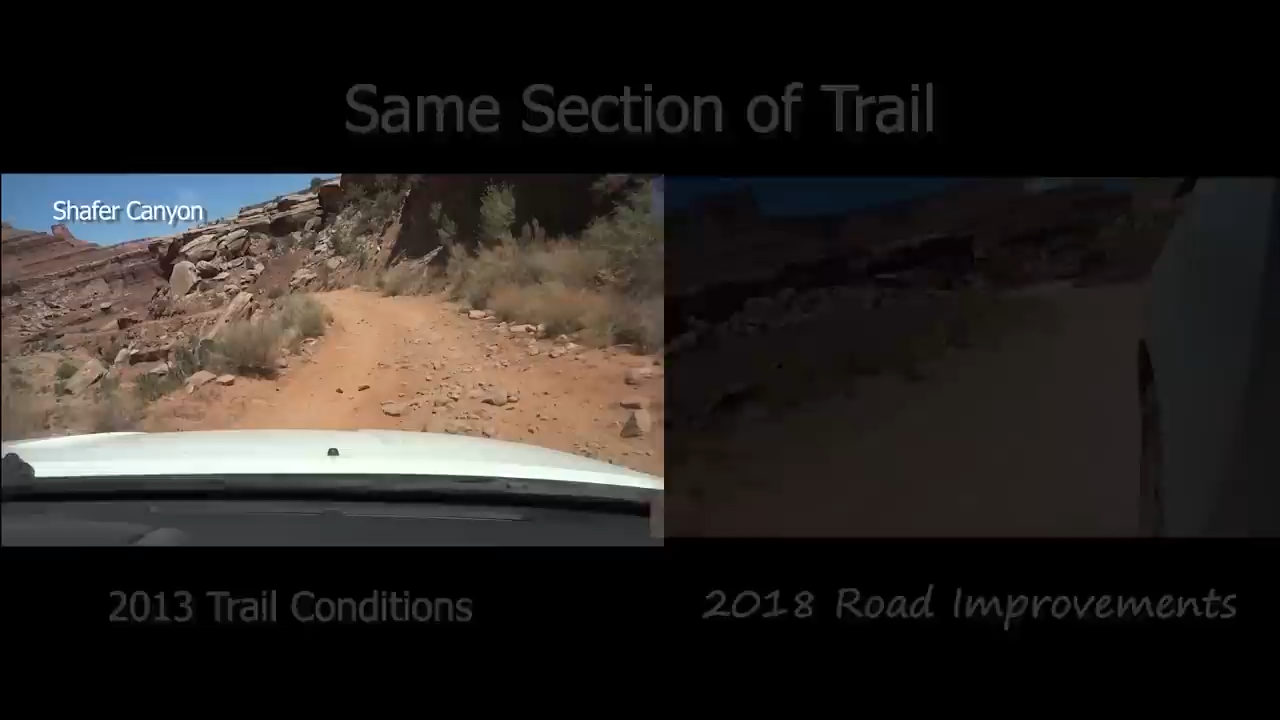 Same Section of Trail
Shafer Canyon
2013 Trail Conditions
2018 Road Improvements